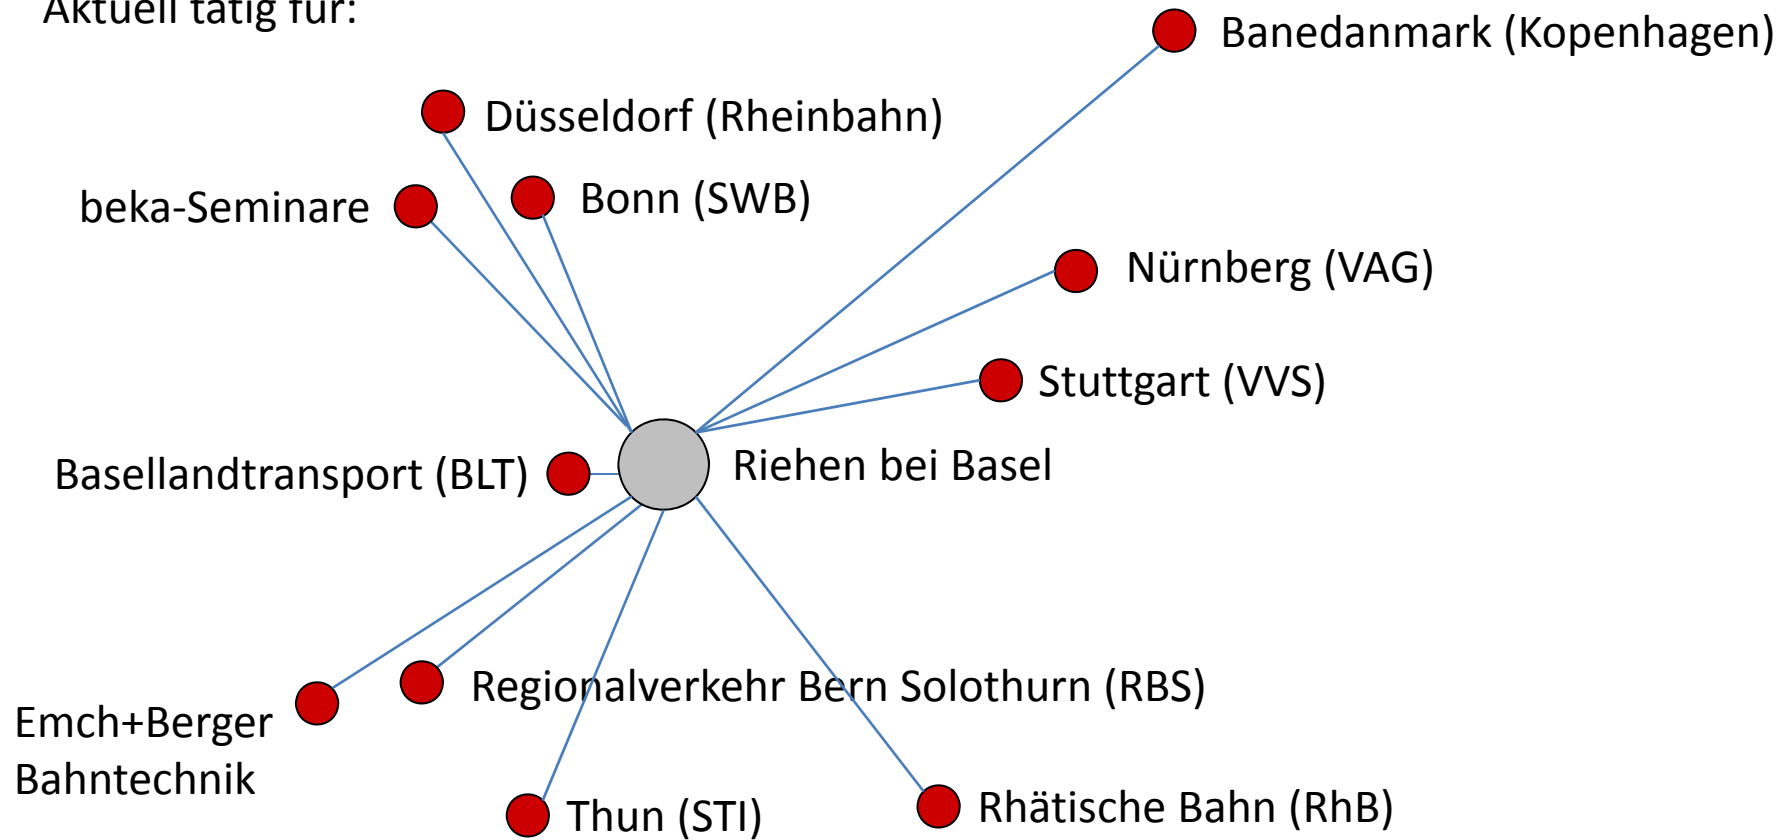 Aktuell tätig für:
Banedanmark (Kopenhagen)
Düsseldorf (Rheinbahn)
beka-Seminare
Bonn (SWB)
Nürnberg (VAG)
Stuttgart (VVS)
Basellandtransport (BLT)
Riehen bei Basel
Regionalverkehr Bern Solothurn (RBS)
Emch+Berger
Bahntechnik
Thun (STI)
Rhätische Bahn (RhB)